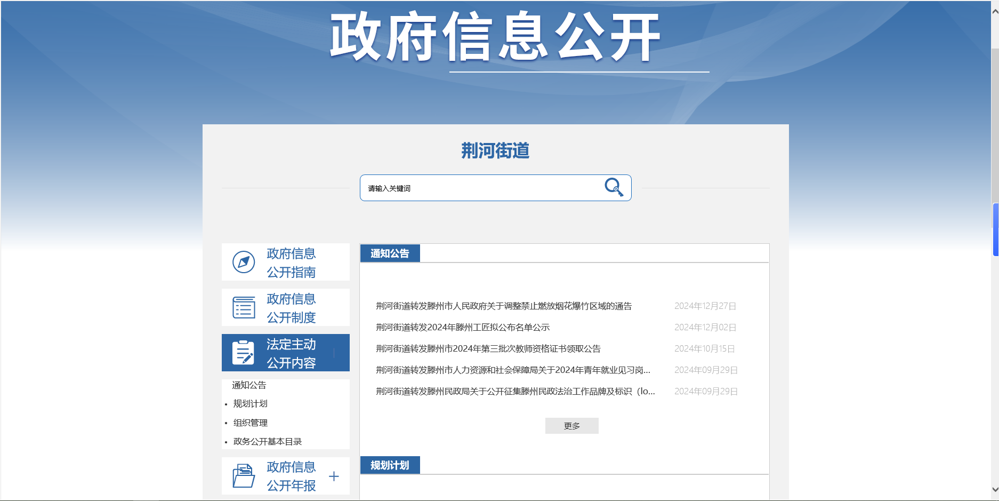 政府信息公开
荆河街道
请输入关键词
政府信息
公开指南
政府信息
公开制度
法定主动
公开内容
通知公告
• 规划计划
• 组织管理
• 政务公开基本目录
政府信息
公开年报
通知公告
荆河街道转发滕州市人民政府关于调整禁止燃放烟花爆竹区域的通告 2024年12月27日
荆河街道转发2024年滕州工匠拟公布名单公示 2024年12月02日
荆河街道转发滕州市2024年第三批次教师资格证书领取公告 2024年10月15日
荆河街道转发滕州市人力资源和社会保障局关于2024年青年就业见习岗... 2024年09月29日
荆河街道转发滕州民政局关于公开征集滕州民政法治工作品牌及标识（lo... 2024年09月29日
更多
规划计划